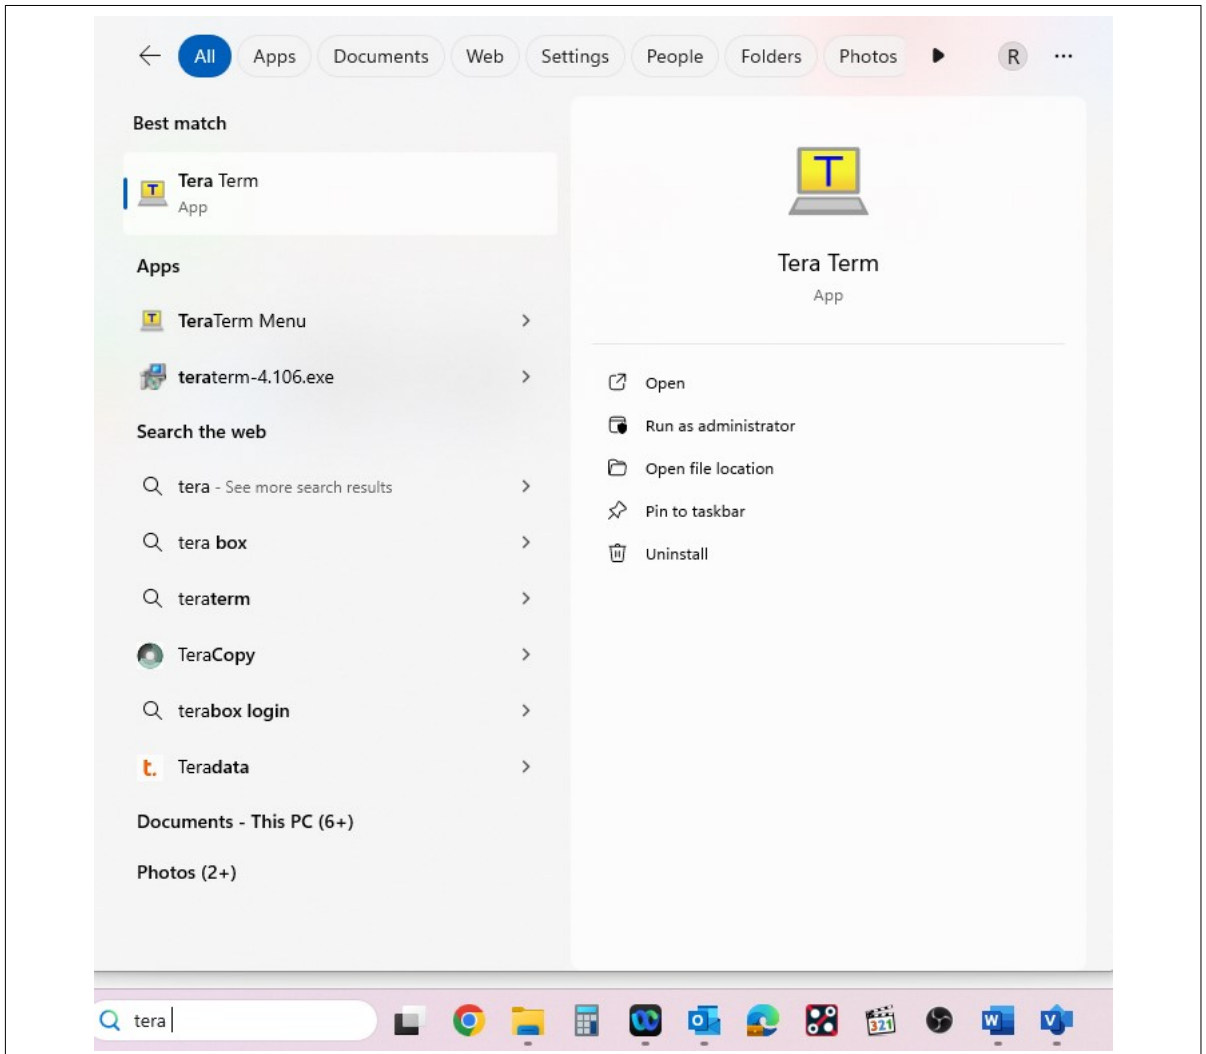 All Apps Documents Web Settings People Folders Photos R ...
Best match
Tera Term
App
Apps
TeraTerm Menu
teraterm-4.106.exe
Search the web
tera - See more search results
tera box
teraterm
TeraCopy
terabox login
t. Teradata
Documents - This PC (6+)
Photos (2+)
T
Tera Term
App
Open
Run as administrator
Open file location
Pin to taskbar
Uninstall
tera
321
W
V